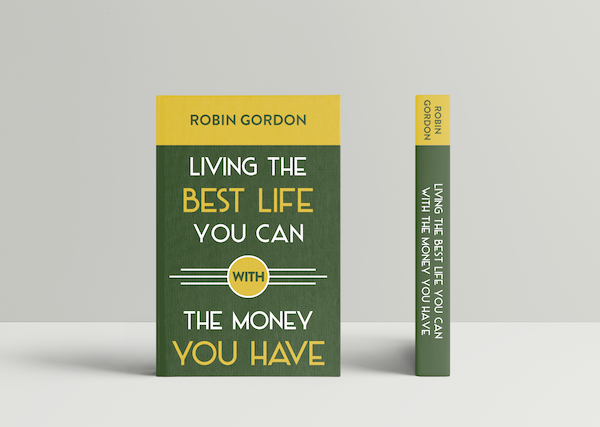 ROBIN GORDON
LIVING THE
BEST LIFE
YOU CAN
WITH
THE MONEY
YOU HAVE
ROBIN
GORDON
LIVING THE BEST LIFE YOU CAN
WITH THE MONEY YOU HAVE